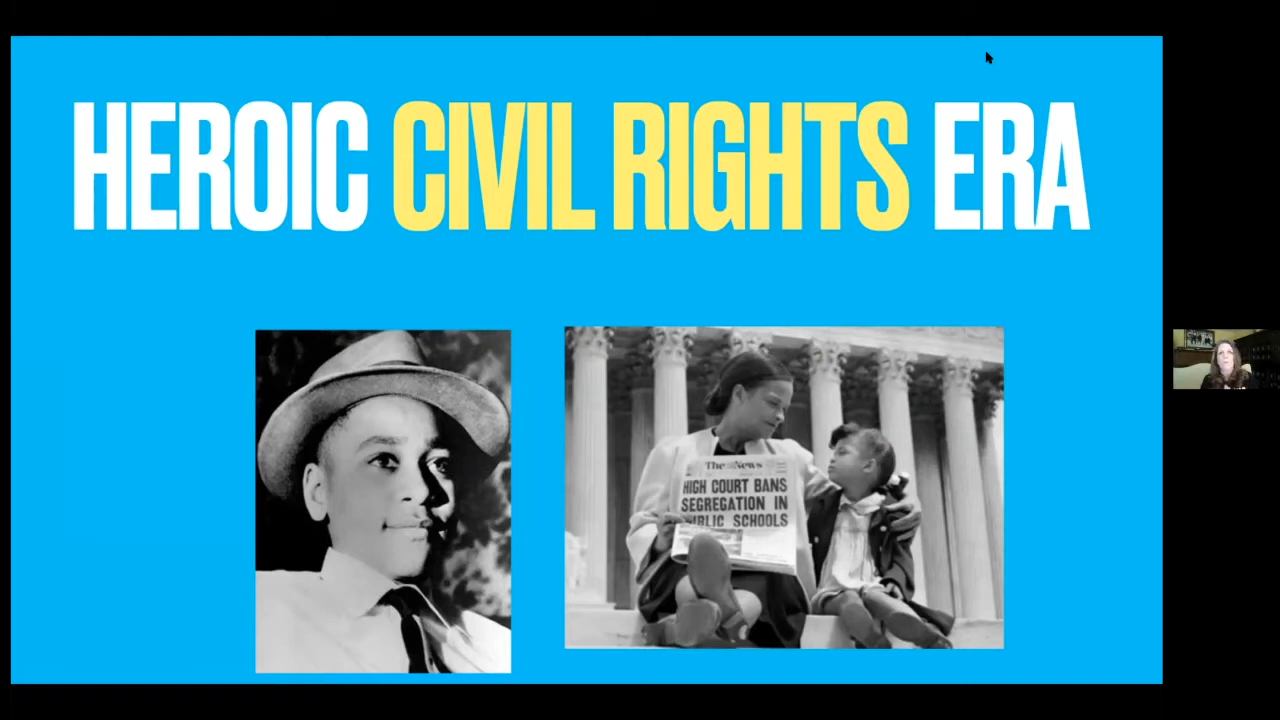 HEROIC CIVIL RIGHTS ERA
The News
HIGH COURT BANS
SEGREGATION IN
PUBLIC SCHOOLS